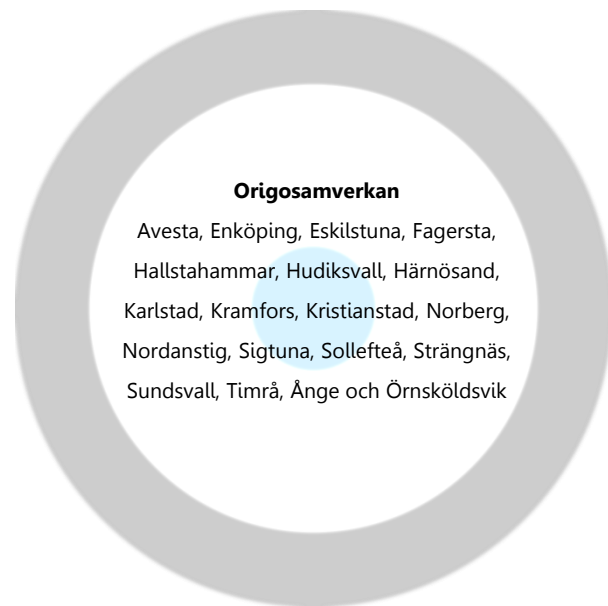 Origosamverkan
Avesta, Enköping, Eskilstuna, Fagersta,
Hallstahammar, Hudiksvall, Härnösand,
Karlstad, Kramfors, Kristianstad, Norberg,
Nordanstig, Sigtuna, Sollefteå, Strängnäs,
Sundsvall, Timrå, Ånge och Örnsköldsvik